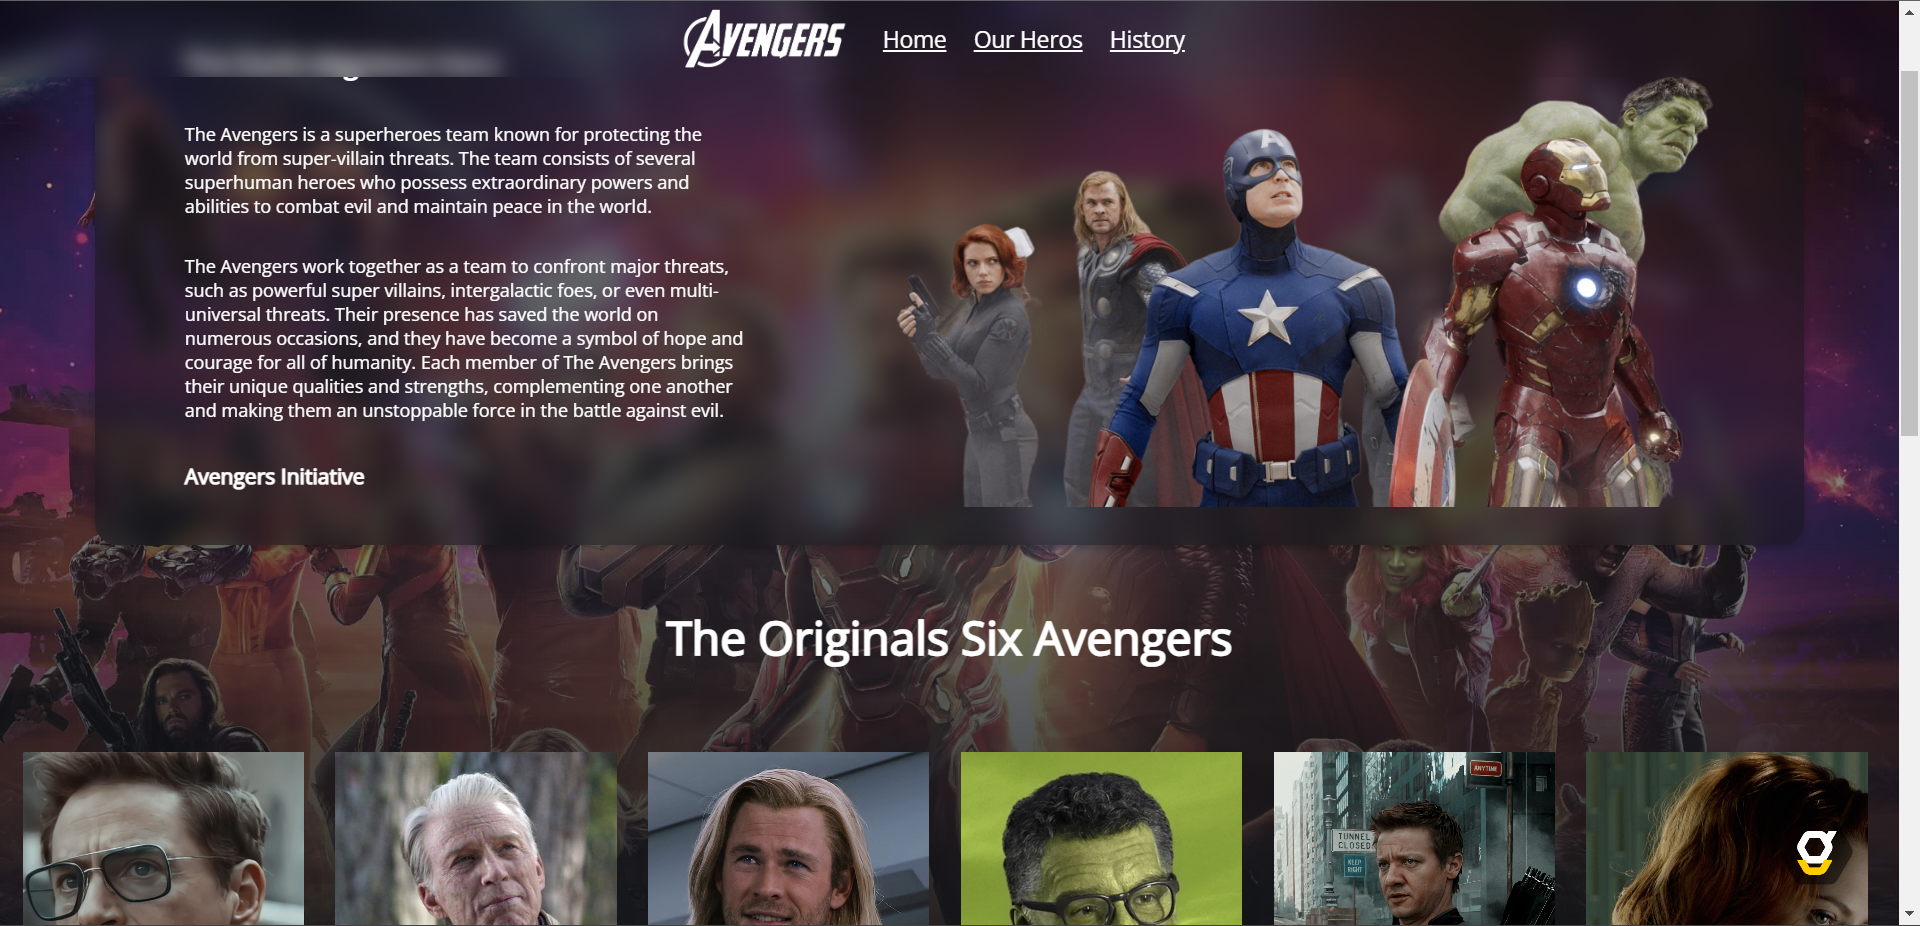 AVENGERS Home Our Heros History
The Avengers is a superheroes team known for protecting the
world from super-villain threats. The team consists of several
superhuman heroes who possess extraordinary powers and
abilities to combat evil and maintain peace in the world.
The Avengers work together as a team to confront major threats,
such as powerful super villains, intergalactic foes, or even multi-
universal threats. Their presence has saved the world on
numerous occasions, and they have become a symbol of hope and
courage for all of humanity. Each member of The Avengers brings
their unique qualities and strengths, complementing one another
and making them an unstoppable force in the battle against evil.
Avengers Initiative
The Originals Six Avengers
ANYTIME
TUNNEL
CLOSED
KEEP
RIGHT